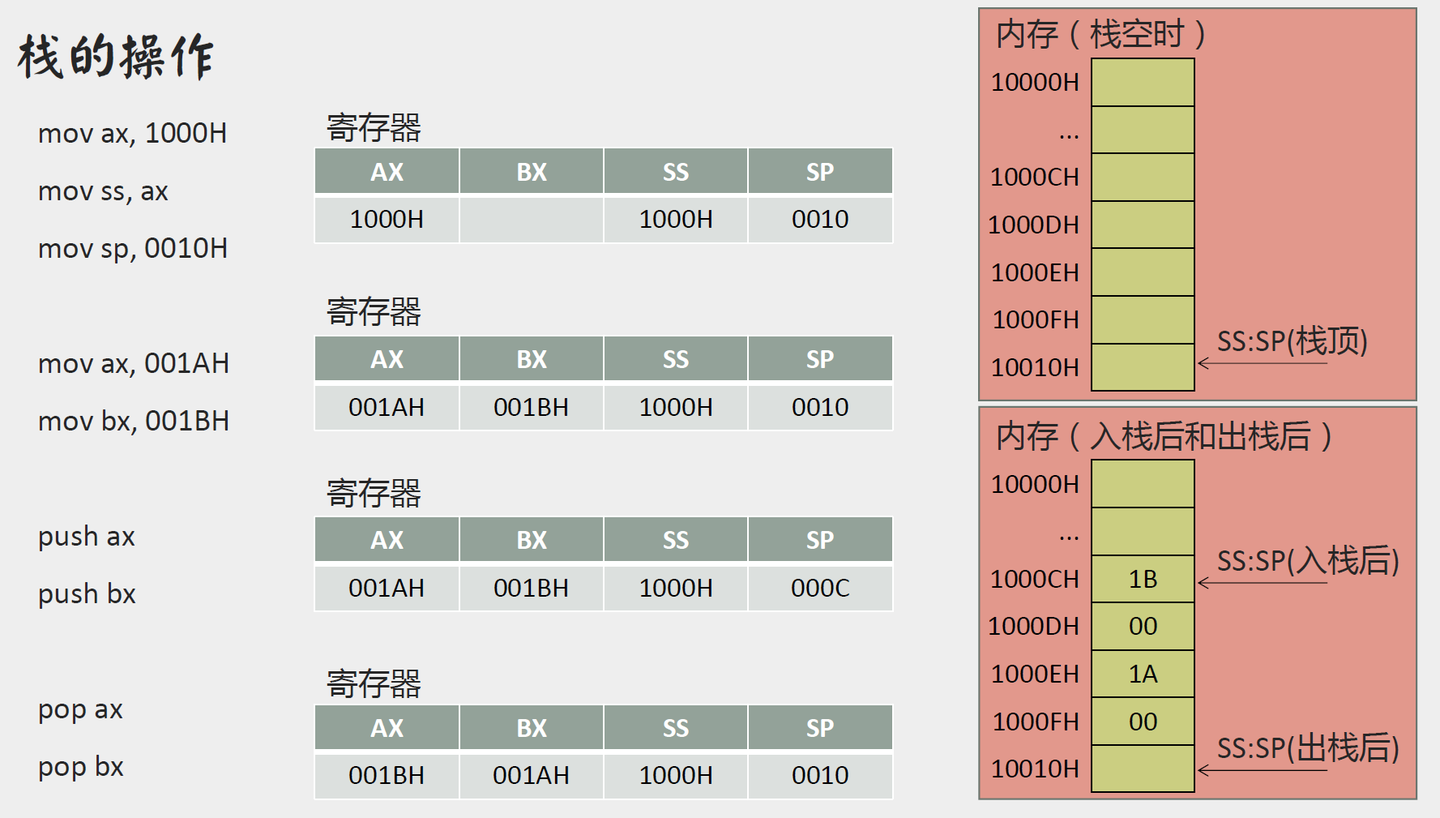 栈的操作
mov ax, 1000H
mov ss, ax
mov sp, 0010H
寄存器
AX BX SS SP
1000H 1000H 0010
mov ax, 001AH
mov bx, 001BH
寄存器
AX BX SS SP
001AH 001BH 1000H 0010
push ax
push bx
寄存器
AX BX SS SP
001AH 001BH 1000H 000C
pop ax
pop bx
寄存器
AX BX SS SP
001BH 001AH 1000H 0010
内存（栈空时）
10000H
...
1000CH
1000DH
1000EH
1000FH
10010H
SS:SP(栈顶)
内存（入栈后和出栈后）
10000H
...
1000CH 1B
SS:SP(入栈后)
1000DH 00
1000EH 1A
1000FH 00
10010H
SS:SP(出栈后)